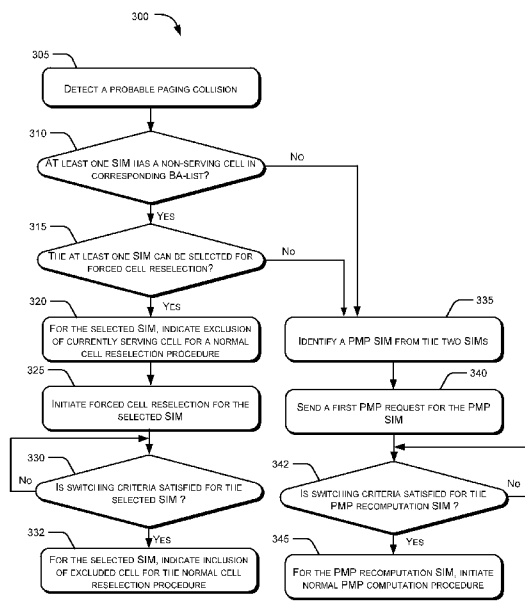 300
305
DETECT A PROBABLE PAGING COLLISION
310
AT LEAST ONE SIM HAS A NON-SERVING CELL IN
CORRESPONDING BA-LIST?
No
YES
315
THE AT LEAST ONE SIM CAN BE SELECTED FOR
FORCED CELL RESELECTION?
No
YES
320
FOR THE SELECTED SIM, INDICATE EXCLUSION
OF CURRENTLY SERVING CELL FOR A NORMAL
CELL RESELECTION PROCEDURE
335
IDENTIFY A PMP SIM FROM THE TWO SIMS
325
INITIATE FORCED CELL RESELECTION FOR THE
SELECTED SIM
340
SEND A FIRST PMP REQUEST FOR THE PMP
SIM
330
IS SWITCHING CRITERIA SATISFIED FOR THE
SELECTED SIM ?
No
YES
342
IS SWITCHING CRITERIA SATISFIED FOR THE
PMP RECOMPUTATION SIM ?
No
YES
332
FOR THE SELECTED SIM, INDICATE INCLUSION
OF EXCLUDED CELL FOR THE NORMAL CELL
RESELECTION PROCEDURE
345
FOR THE PMP RECOMPUTATION SIM, INITIATE
NORMAL PMP COMPUTATION PROCEDURE